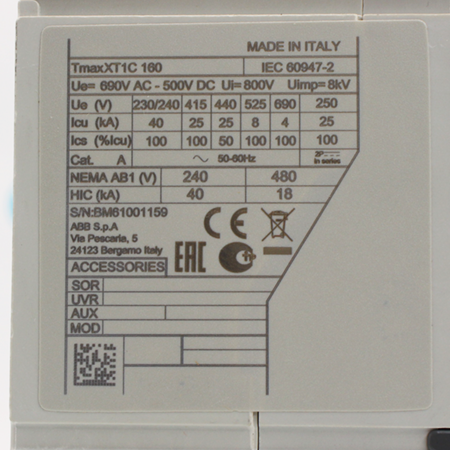 MADE IN ITALY
TmaxXT1C 160 IEC 60947-2
Ue= 690V AC - 500V DC Ui=800V Uimp=8kV
Ue (V) 230/240 415 440 525 690 250
Icu (kA) 40 25 25 8 4 25
Ics (%Icu) 100 100 50 100 100 100
Cat. A ~ 50-60Hz 2P in series
NEMA AB1 (V) 240 480
HIC (kA) 40 18
S/N:BM61001159
ABB S.p.A
Via Pescaria, 5
24123 Bergamo Italy
CE
EAC
ACCESSORIES
SOR
UVR
AUX
MOD